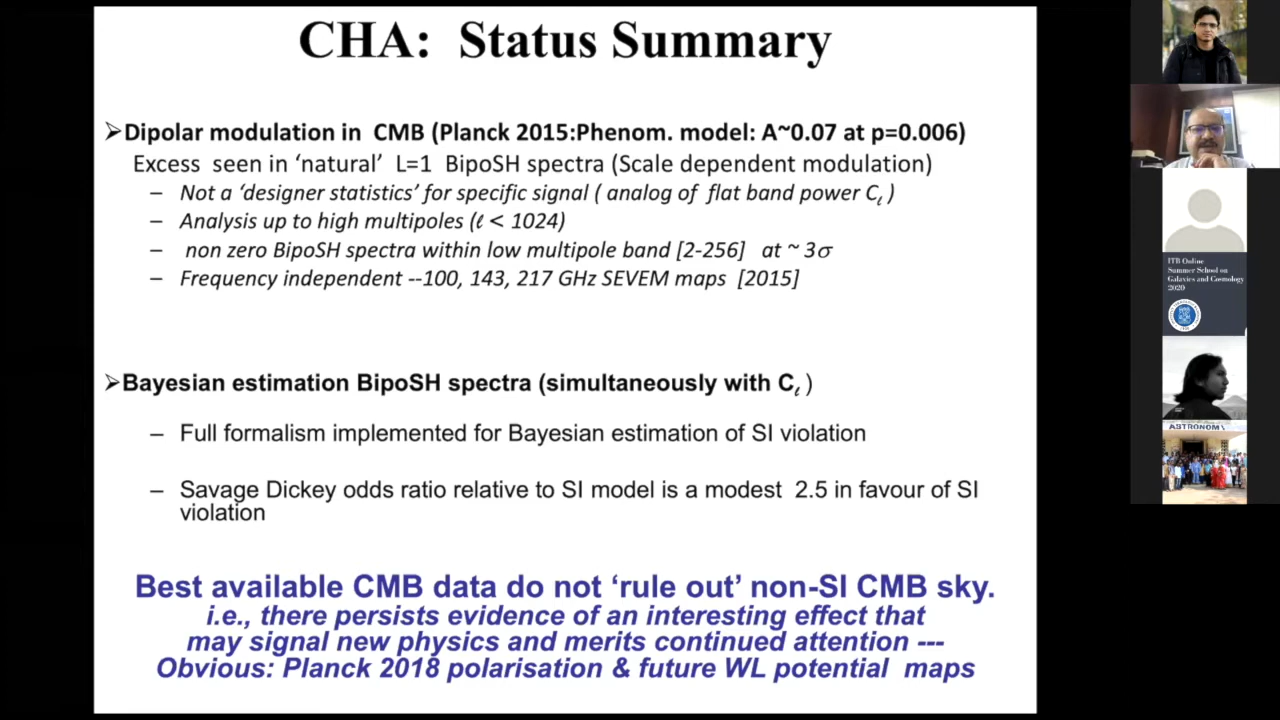 CHA: Status Summary
➢Dipolar modulation in CMB (Planck 2015:Phenom. model: A~0.07 at p=0.006)
Excess seen in ‘natural’ L=1 BipoSH spectra (Scale dependent modulation)
– Not a ‘designer statistics’ for specific signal ( analog of flat band power Cℓ )
– Analysis up to high multipoles (ℓ < 1024)
– non zero BipoSH spectra within low multipole band [2-256] at ~ 3σ
– Frequency independent --100, 143, 217 GHz SEVEM maps [2015]
➢Bayesian estimation BipoSH spectra (simultaneously with Cℓ )
– Full formalism implemented for Bayesian estimation of SI violation
– Savage Dickey odds ratio relative to SI model is a modest 2.5 in favour of SI
violation
Best available CMB data do not ‘rule out’ non-SI CMB sky.
i.e., there persists evidence of an interesting effect that
may signal new physics and merits continued attention ---
Obvious: Planck 2018 polarisation & future WL potential maps
ITB Online
Summer School on
Galaxies and Cosmology
2020
ASTRONOMY